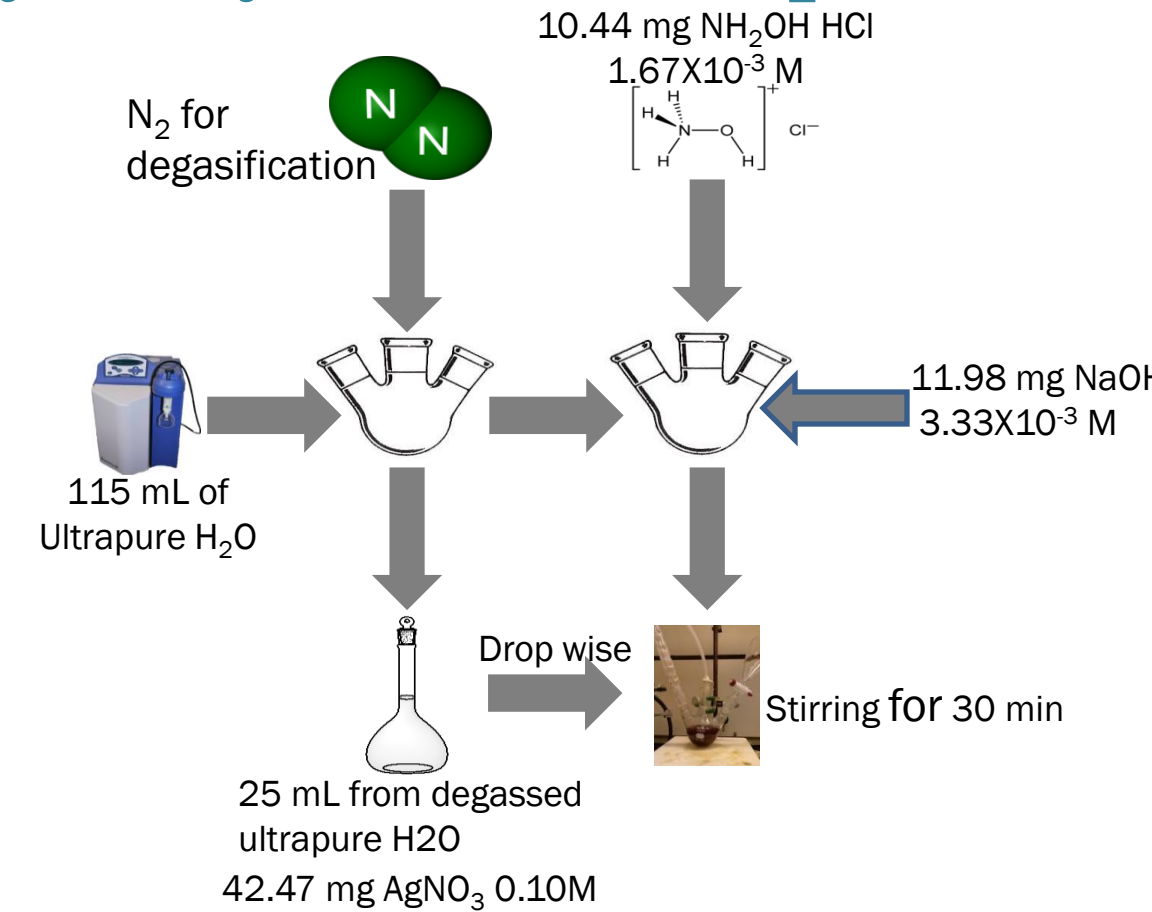 10.44 mg NH₂OH HCl
1.67X10⁻³ M
N₂ for
degasification
N
N
H
H
N
O
H
H
+
Cl—
11.98 mg NaOH
3.33X10⁻³ M
115 mL of
Ultrapure H₂O
Drop wise
Stirring for 30 min
25 mL from degassed
ultrapure H2O
42.47 mg AgNO₃ 0.10M